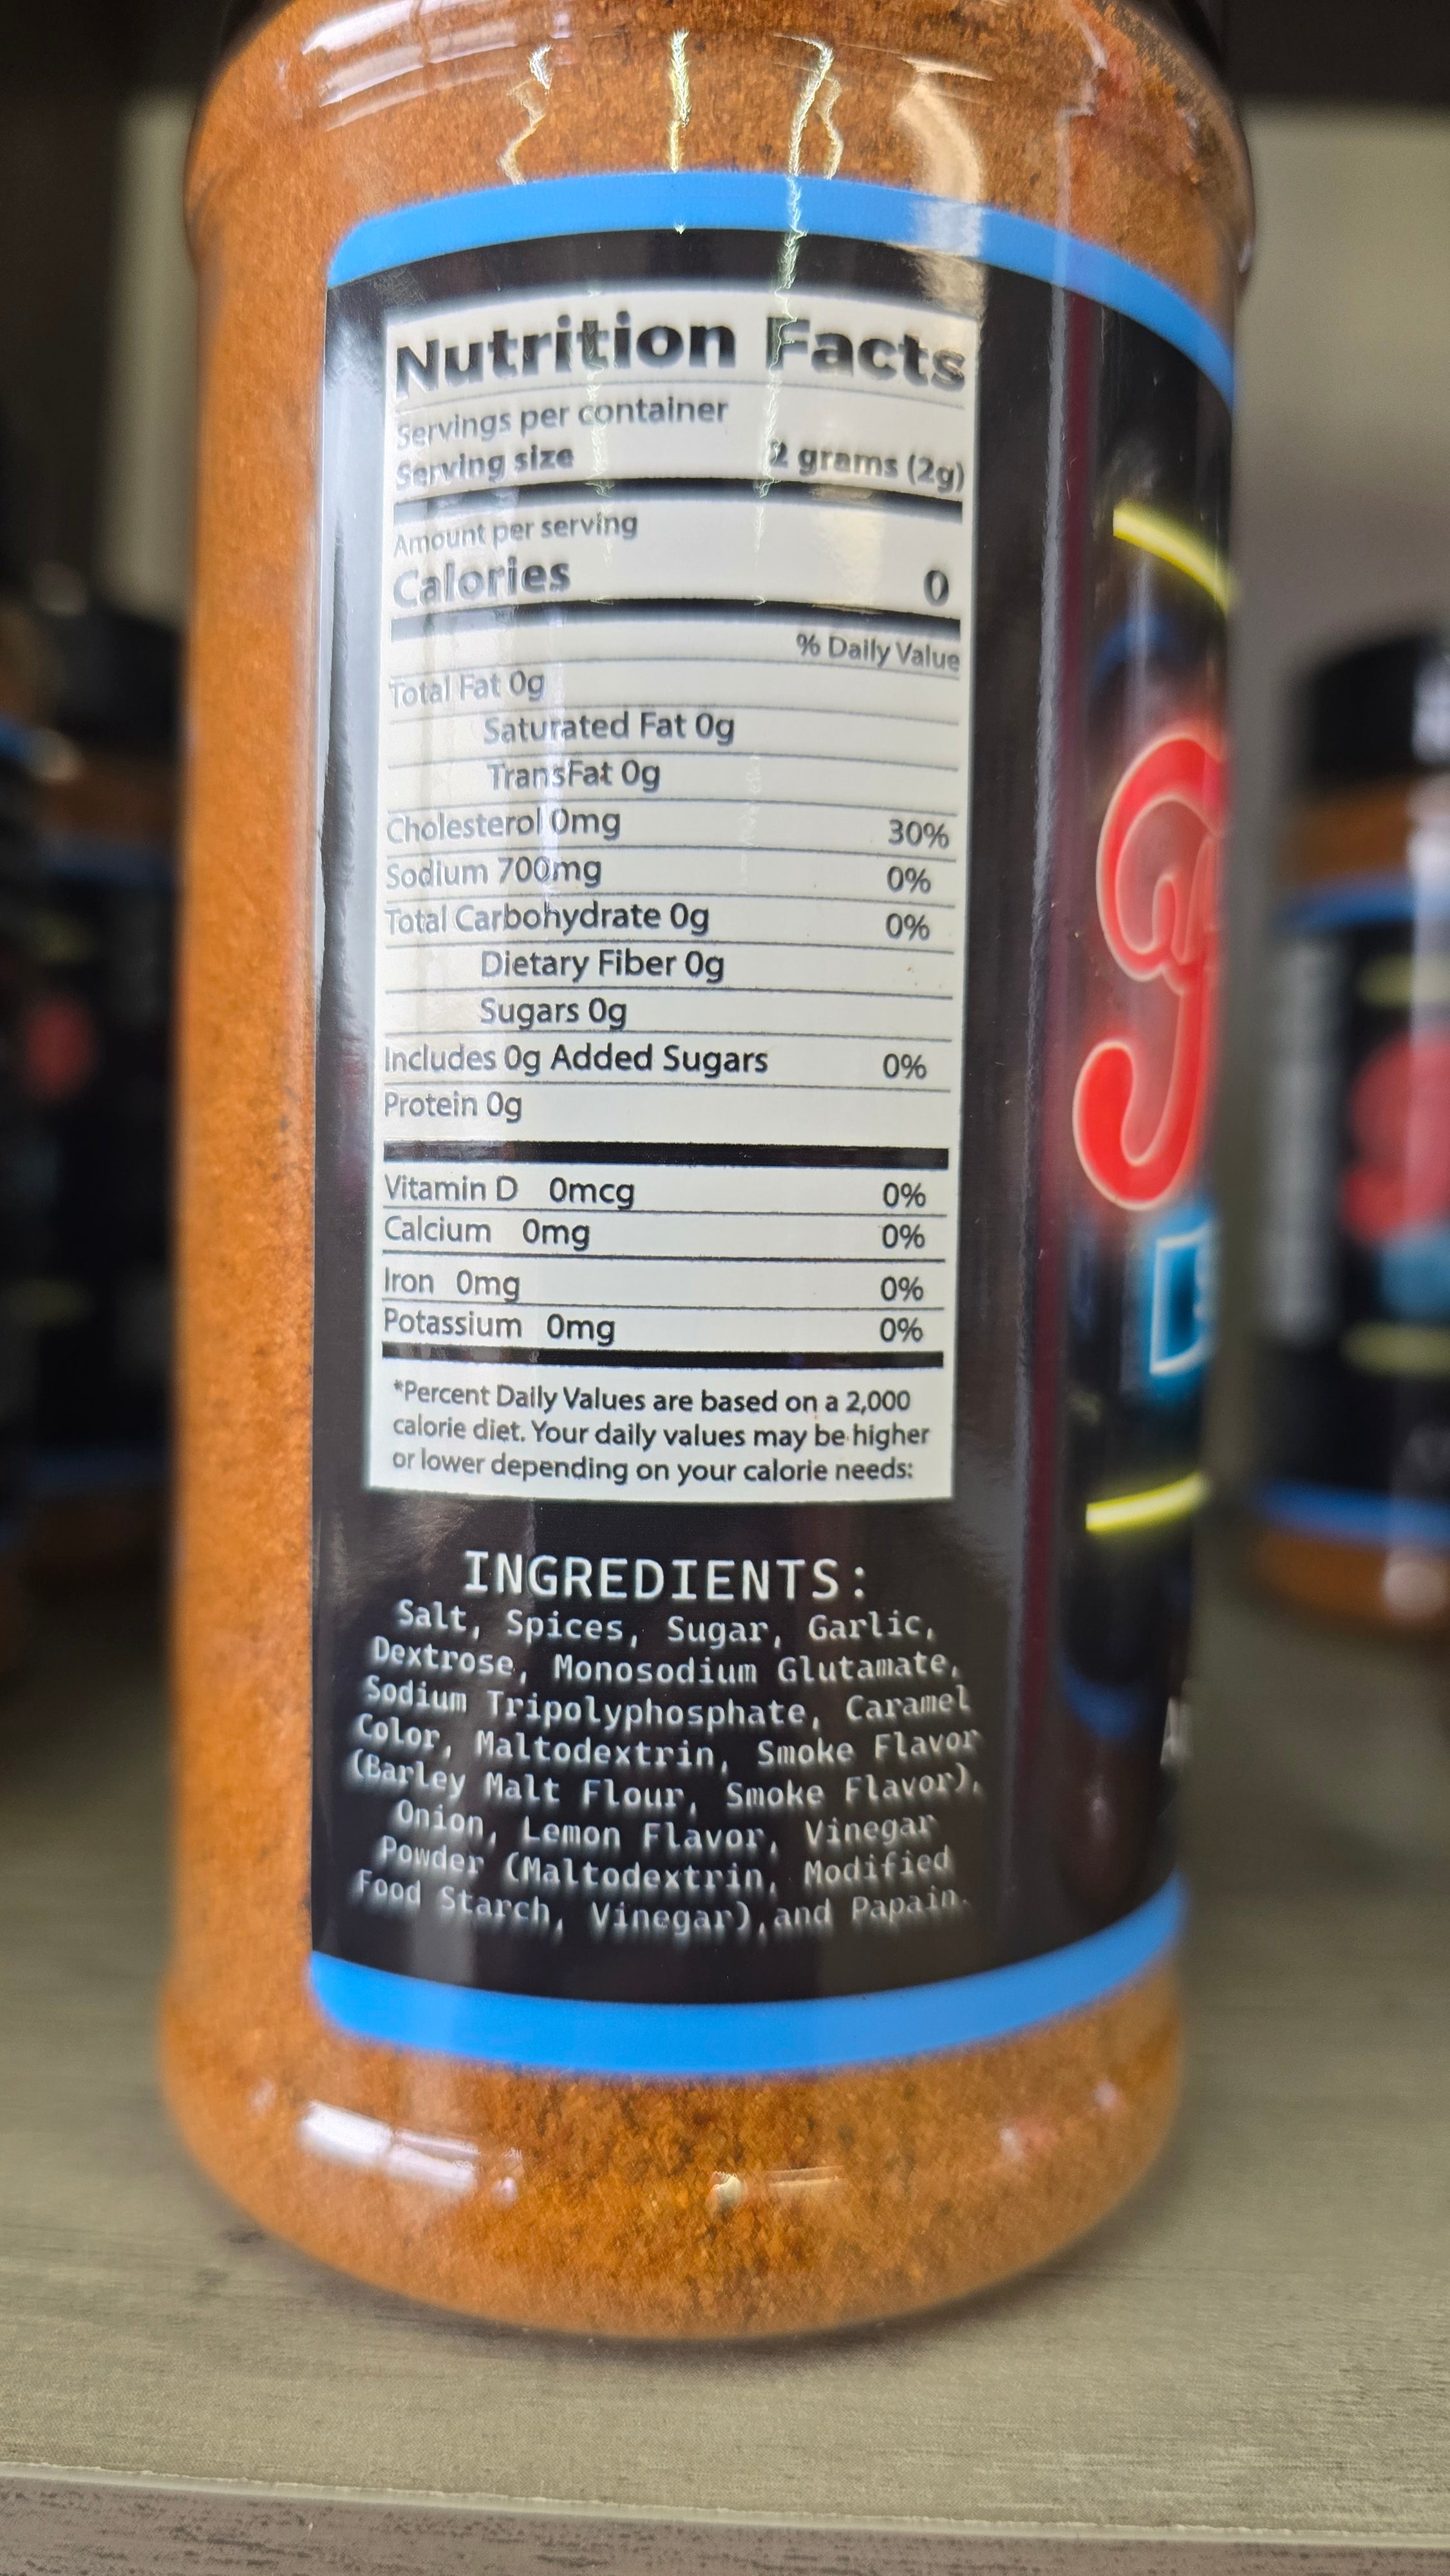 Nutrition Facts
Servings per container
Serving size 2 grams (2g)
Amount per serving
Calories 0
% Daily Value
Total Fat 0g
Saturated Fat 0g
TransFat 0g
Cholesterol 0mg 30%
Sodium 700mg 0%
Total Carbohydrate 0g 0%
Dietary Fiber 0g
Sugars 0g
Includes 0g Added Sugars 0%
Protein 0g
Vitamin D 0mcg 0%
Calcium 0mg 0%
Iron 0mg 0%
Potassium 0mg 0%
*Percent Daily Values are based on a 2,000
calorie diet. Your daily values may be higher
or lower depending on your calorie needs:
INGREDIENTS:
Salt, Spices, Sugar, Garlic,
Dextrose, Monosodium Glutamate,
Sodium Tripolyphosphate, Caramel
Color, Maltodextrin, Smoke Flavor
(Barley Malt Flour, Smoke Flavor),
Onion, Lemon Flavor, Vinegar
Powder (Maltodextrin, Modified
Food Starch, Vinegar),and Papain.